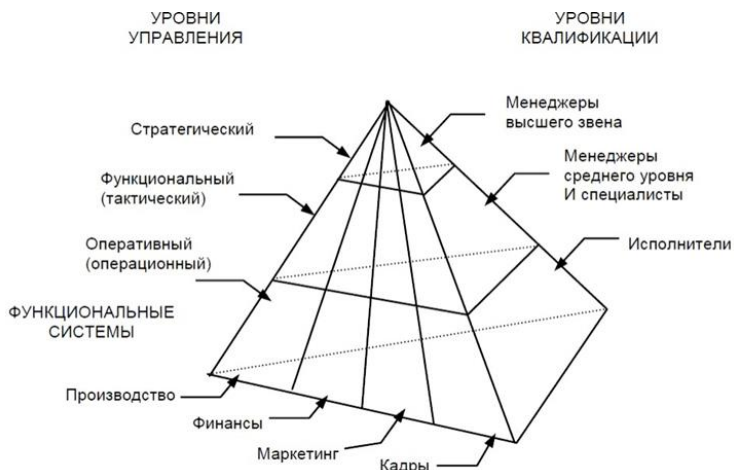 УРОВНИ
УПРАВЛЕНИЯ
УРОВНИ
КВАЛИФИКАЦИИ
Стратегический
Менеджеры
высшего звена
Функциональный
(тактический)
Менеджеры
среднего уровня
И специалисты
Оперативный
(операционный)
Исполнители
ФУНКЦИОНАЛЬНЫЕ
СИСТЕМЫ
Производство
Финансы
Маркетинг
Кадры